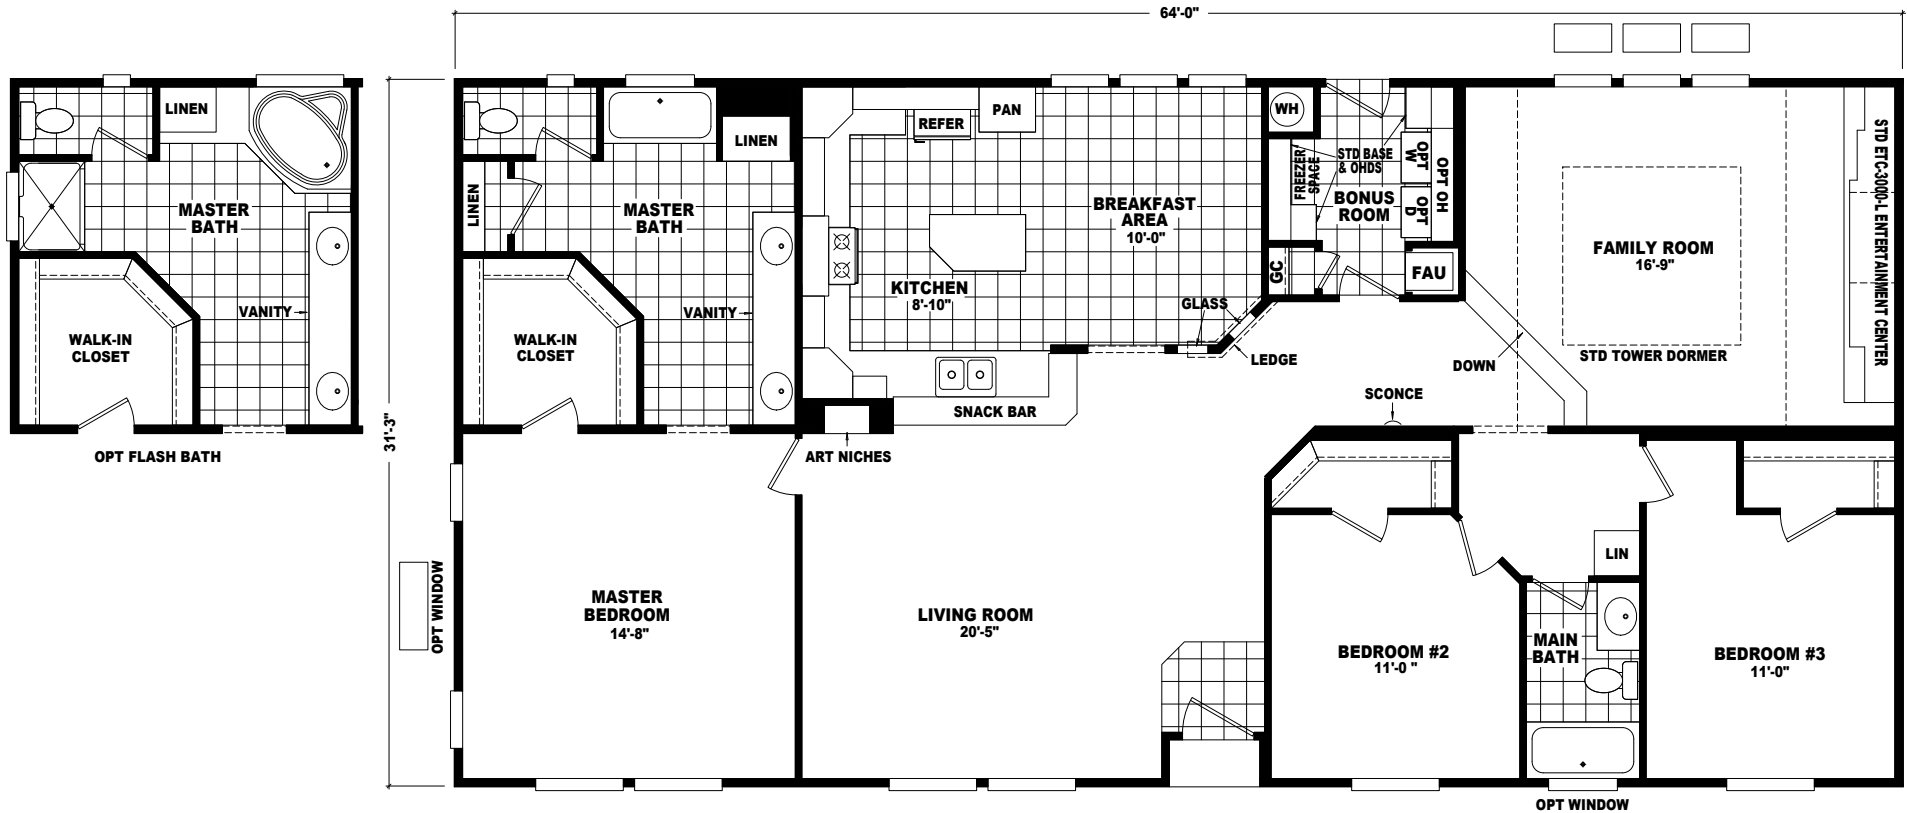 64'-0"
LINEN
MASTER
BATH
VANITY
WALK-IN
CLOSET
OPT FLASH BATH
31'-3"
OPT WINDOW
LINEN
LINEN
MASTER
BATH
VANITY
WALK-IN
CLOSET
REFER
PAN
BREAKFAST
AREA
10'-0"
KITCHEN
8'-10"
GLASS
LEDGE
SNACK BAR
ART NICHES
WH
STD BASE
& OHDS
FREEZER
SPACE
BONUS
ROOM
OPT
W
OPT
D
OPT OH
GC
FAU
FAMILY ROOM
16'-9"
STD TOWER DORMER
STD ETC-3000-L ENTERTAINMENT CENTER
DOWN
SCONCE
MASTER
BEDROOM
14'-8"
LIVING ROOM
20'-5"
BEDROOM #2
11'-0 "
LIN
MAIN
BATH
BEDROOM #3
11'-0"
OPT WINDOW